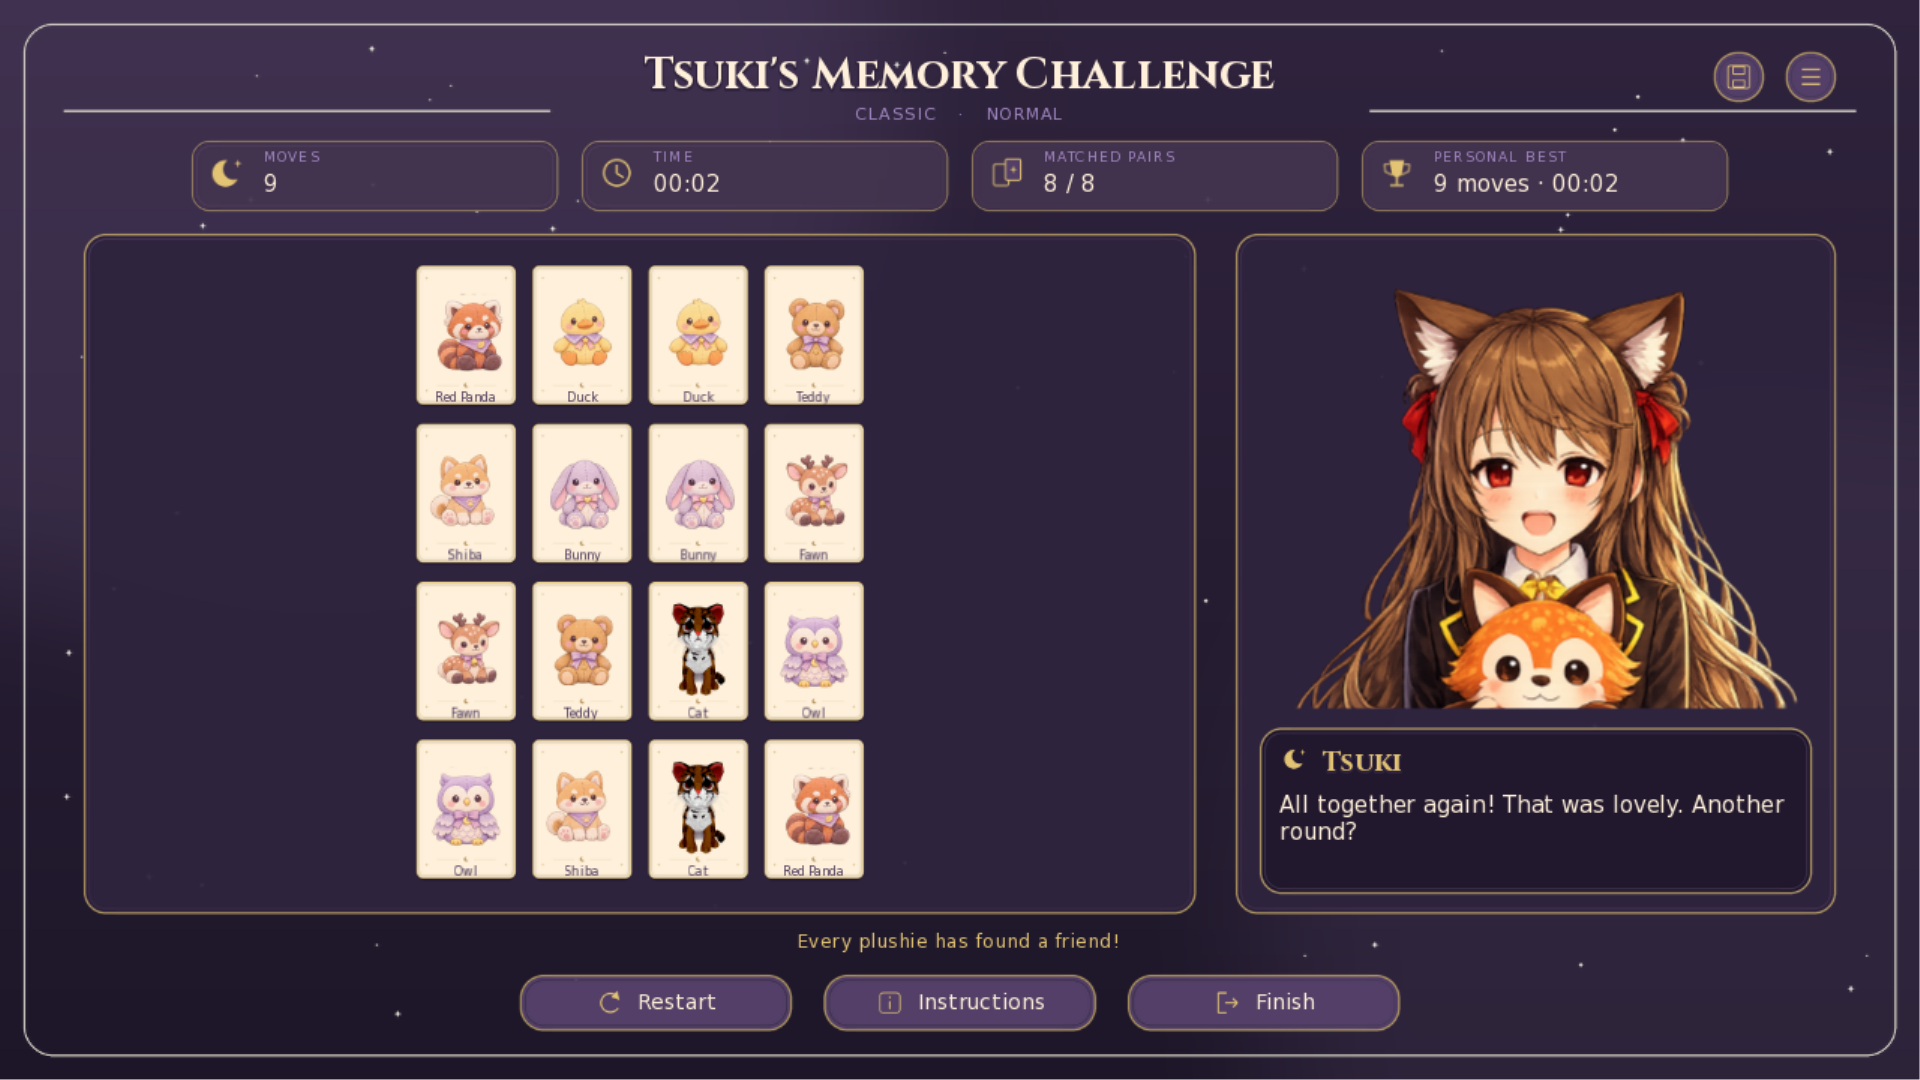 Tsuki's Memory Challenge
CLASSIC · NORMAL
MOVES
9
TIME
00:02
MATCHED PAIRS
8 / 8
PERSONAL BEST
9 moves · 00:02
Red Panda
Duck
Duck
Teddy
Shiba
Bunny
Bunny
Fawn
Fawn
Teddy
Cat
Owl
Owl
Shiba
Cat
Red Panda
Tsuki
All together again! That was lovely. Another
round?
Every plushie has found a friend!
Restart
Instructions
Finish